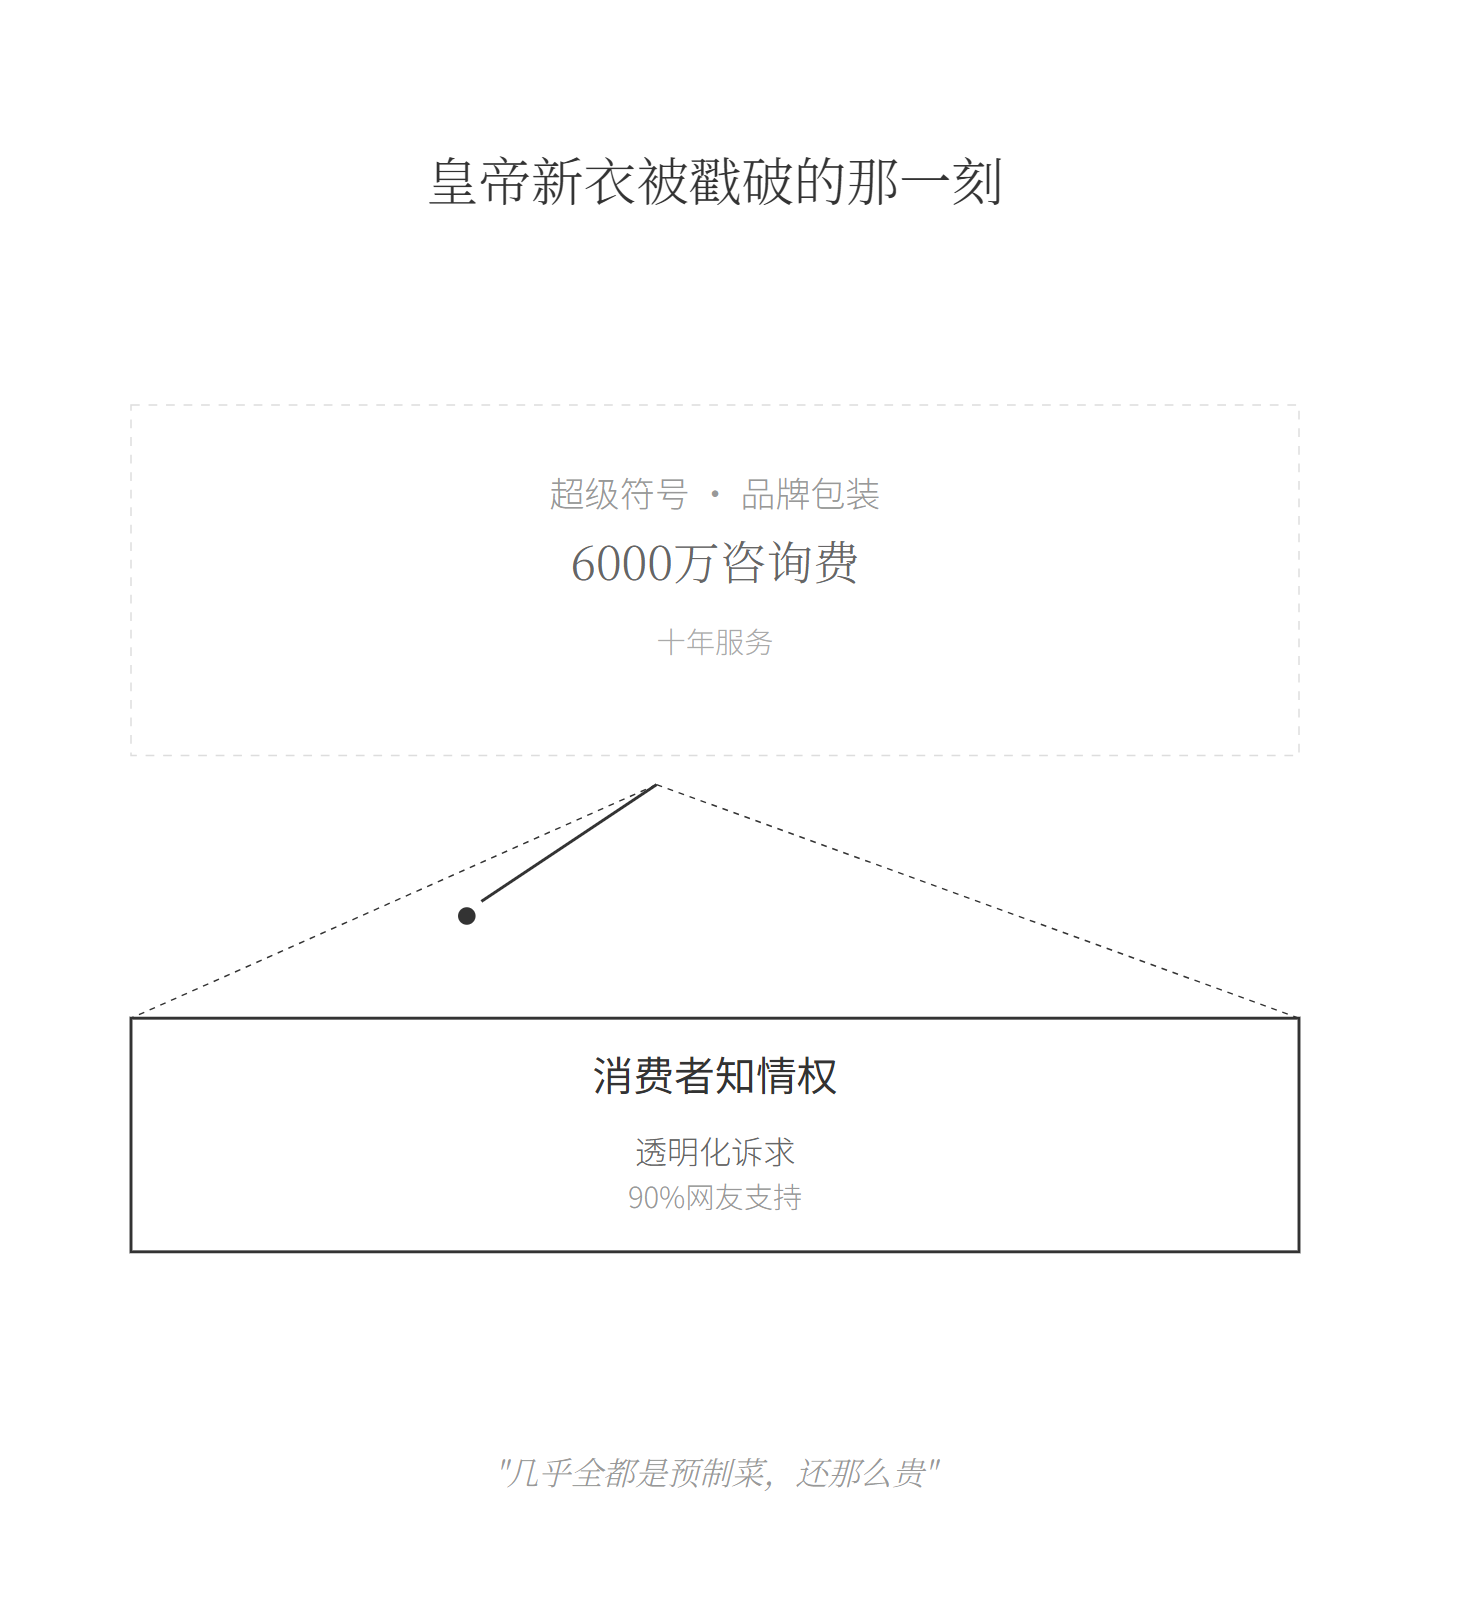 皇帝新衣被戳破的那一刻
超级符号 · 品牌包装
6000万咨询费
十年服务
消费者知情权
透明化诉求
90%网友支持
"几乎全都是预制菜，还那么贵"